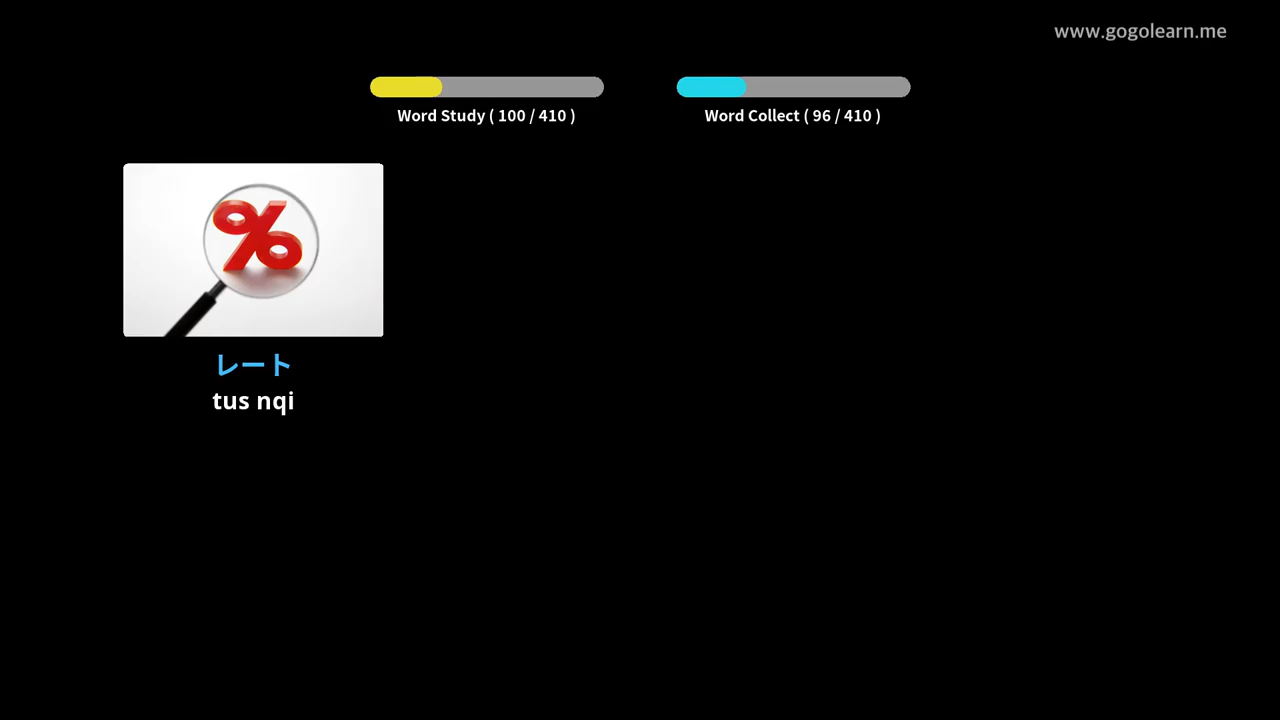 www.gogolearn.me
Word Study ( 100 / 410 )
Word Collect ( 96 / 410 )
%
レート
tus nqi